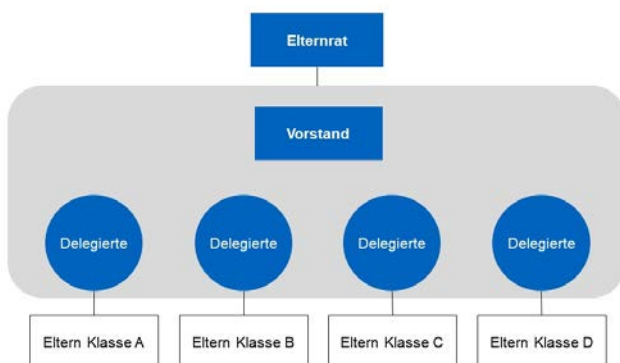 Elternrat
Vorstand
Delegierte Delegierte Delegierte Delegierte
Eltern Klasse A Eltern Klasse B Eltern Klasse C Eltern Klasse D